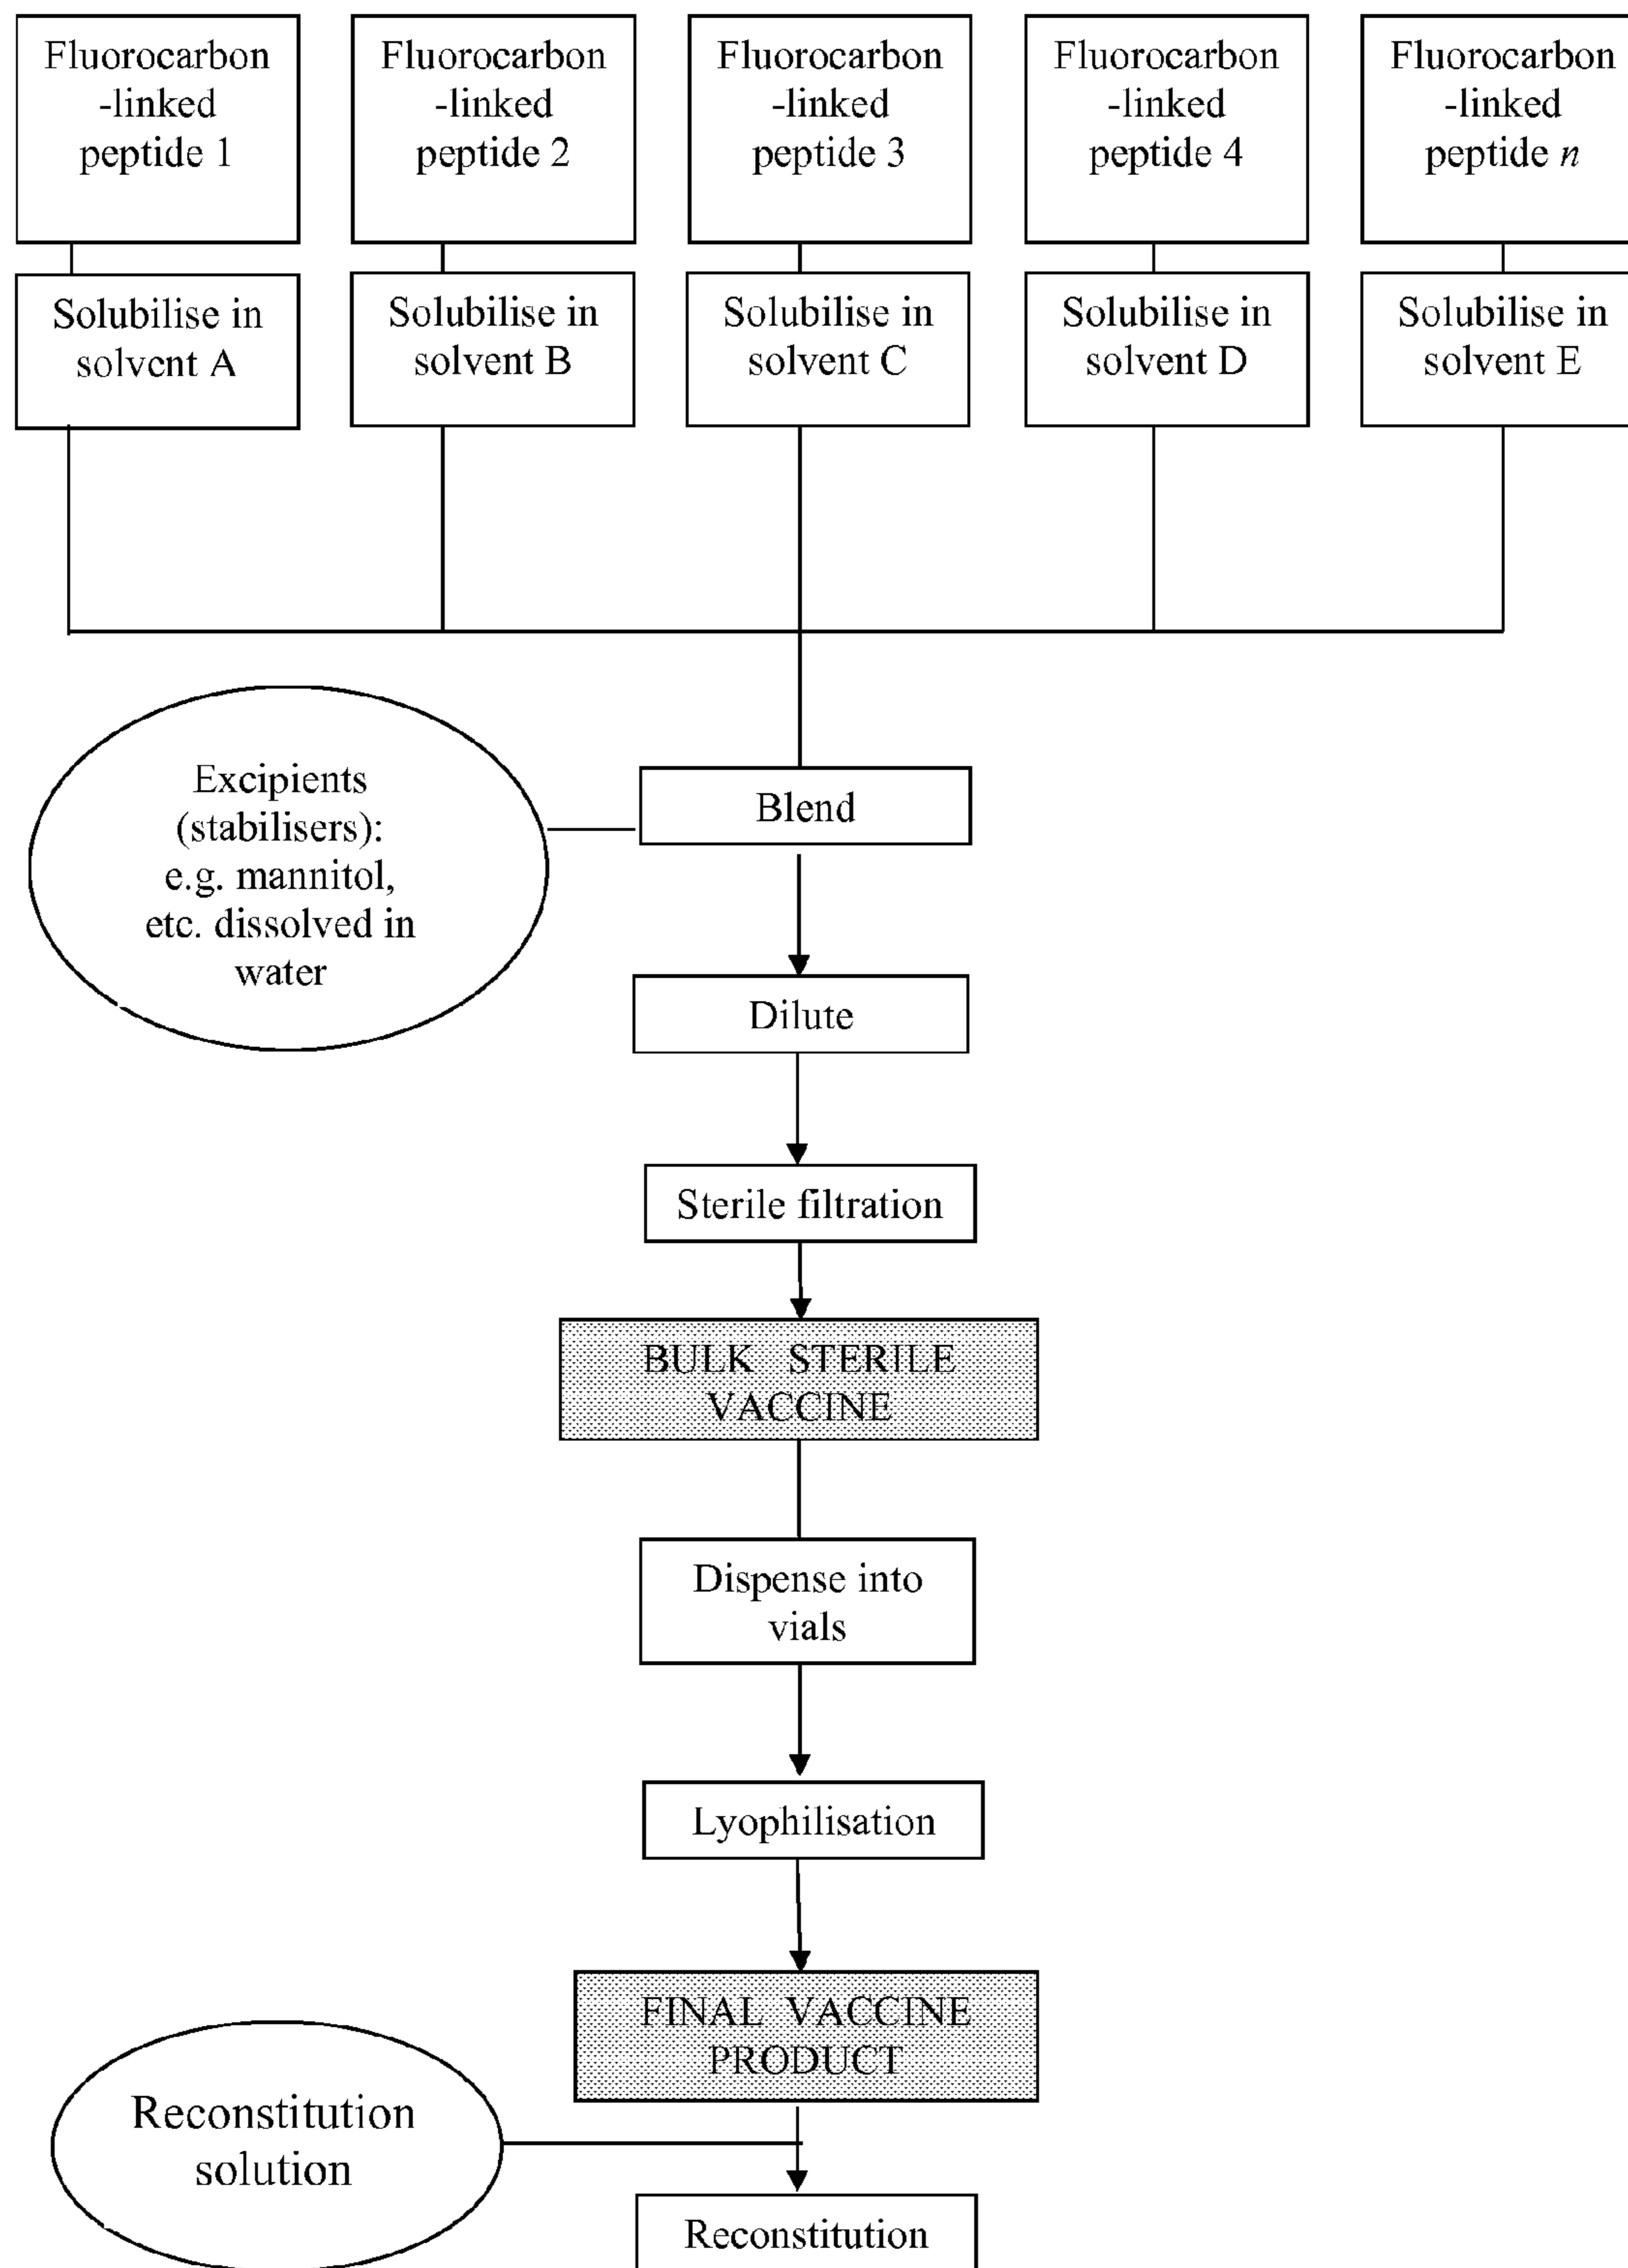 Fluorocarbon
-linked
peptide 1
Fluorocarbon
-linked
peptide 2
Fluorocarbon
-linked
peptide 3
Fluorocarbon
-linked
peptide 4
Fluorocarbon
-linked
peptide n
Solubilise in
solvent A
Solubilise in
solvent B
Solubilise in
solvent C
Solubilise in
solvent D
Solubilise in
solvent E
Excipients
(stabilisers):
e.g. mannitol,
etc. dissolved in
water
Blend
Dilute
Sterile filtration
BULK STERILE
VACCINE
Dispense into
vials
Lyophilisation
FINAL VACCINE
PRODUCT
Reconstitution
solution
Reconstitution